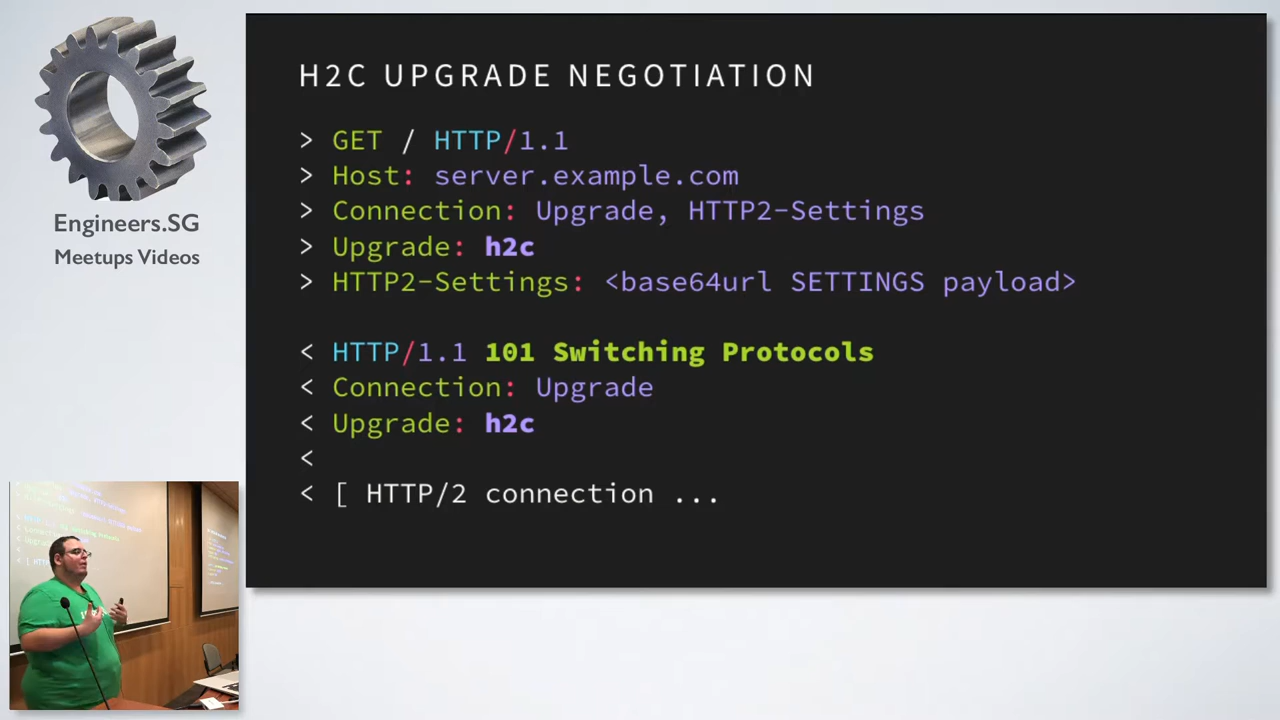 Engineers.SG
Meetups Videos
H2C UPGRADE NEGOTIATION
> GET / HTTP/1.1
> Host: server.example.com
> Connection: Upgrade, HTTP2-Settings
> Upgrade: h2c
> HTTP2-Settings: <base64url SETTINGS payload>
< HTTP/1.1 101 Switching Protocols
< Connection: Upgrade
< Upgrade: h2c
<
< [ HTTP/2 connection ...